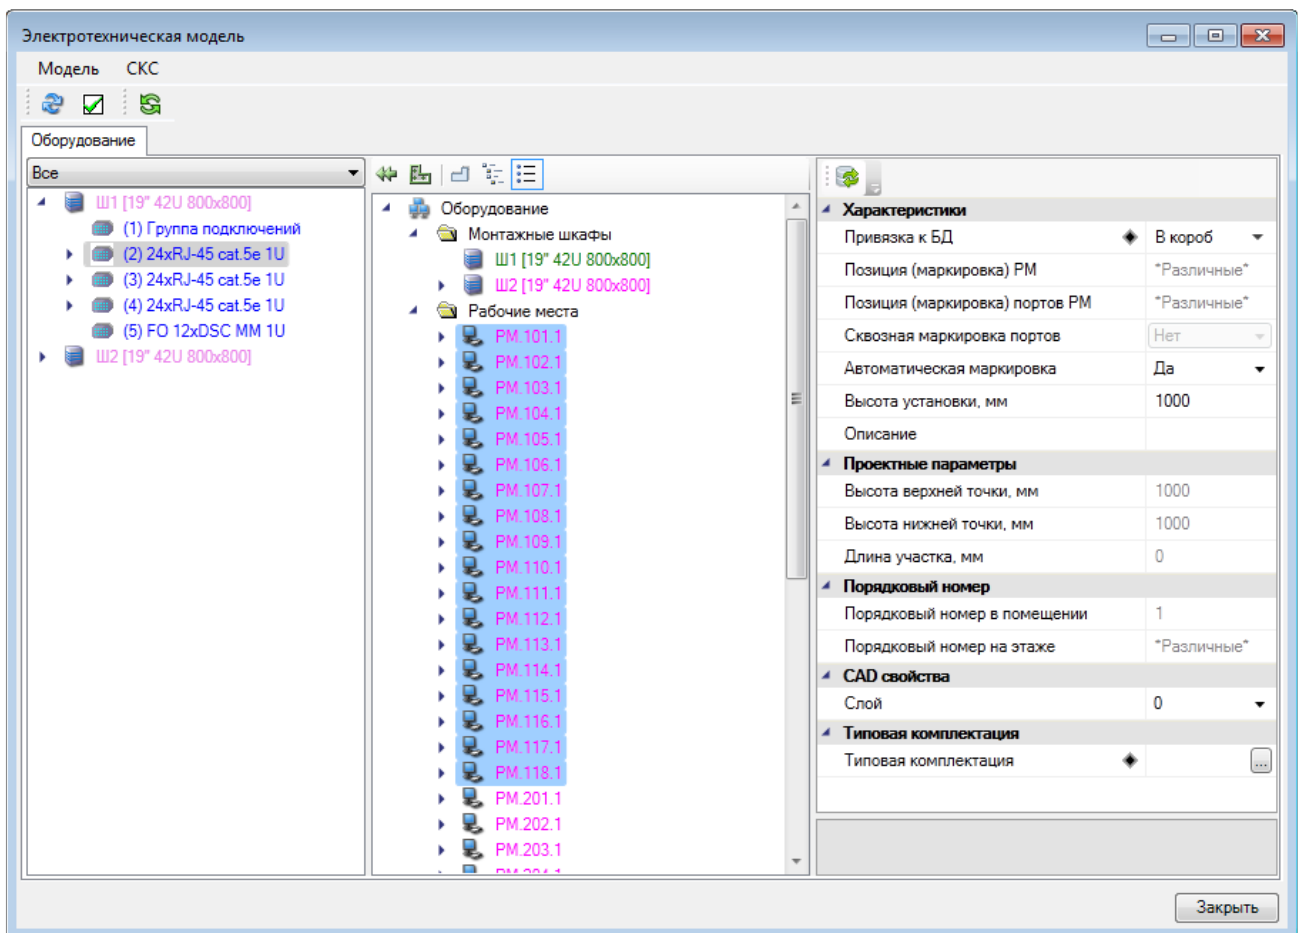 Электротехническая модель
Модель СКС
Оборудование
Все
Ш1 [19" 42U 800x800]
(1) Группа подключений
(2) 24xRJ-45 cat.5e 1U
(3) 24xRJ-45 cat.5e 1U
(4) 24xRJ-45 cat.5e 1U
(5) FO 12xDSC MM 1U
Ш2 [19" 42U 800x800]
Оборудование
Монтажные шкафы
Ш1 [19" 42U 800x800]
Ш2 [19" 42U 800x800]
Рабочие места
РМ.101.1
РМ.102.1
РМ.103.1
РМ.104.1
РМ.105.1
РМ.106.1
РМ.107.1
РМ.108.1
РМ.109.1
РМ.110.1
РМ.111.1
РМ.112.1
РМ.113.1
РМ.114.1
РМ.115.1
РМ.116.1
РМ.117.1
РМ.118.1
РМ.201.1
РМ.202.1
РМ.203.1
РМ.204.1
Характеристики
Привязка к БД В короб
Позиция (маркировка) РМ *Различные*
Позиция (маркировка) портов РМ *Различные*
Сквозная маркировка портов Нет
Автоматическая маркировка Да
Высота установки, мм 1000
Описание
Проектные параметры
Высота верхней точки, мм 1000
Высота нижней точки, мм 1000
Длина участка, мм 0
Порядковый номер
Порядковый номер в помещении 1
Порядковый номер на этаже *Различные*
CAD свойства
Слой 0
Типовая комплектация
Типовая комплектация ...
Закрыть